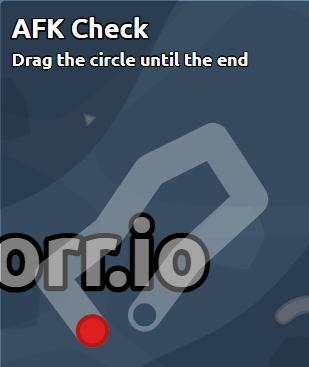 AFK Check
Drag the circle until the end
orr.io